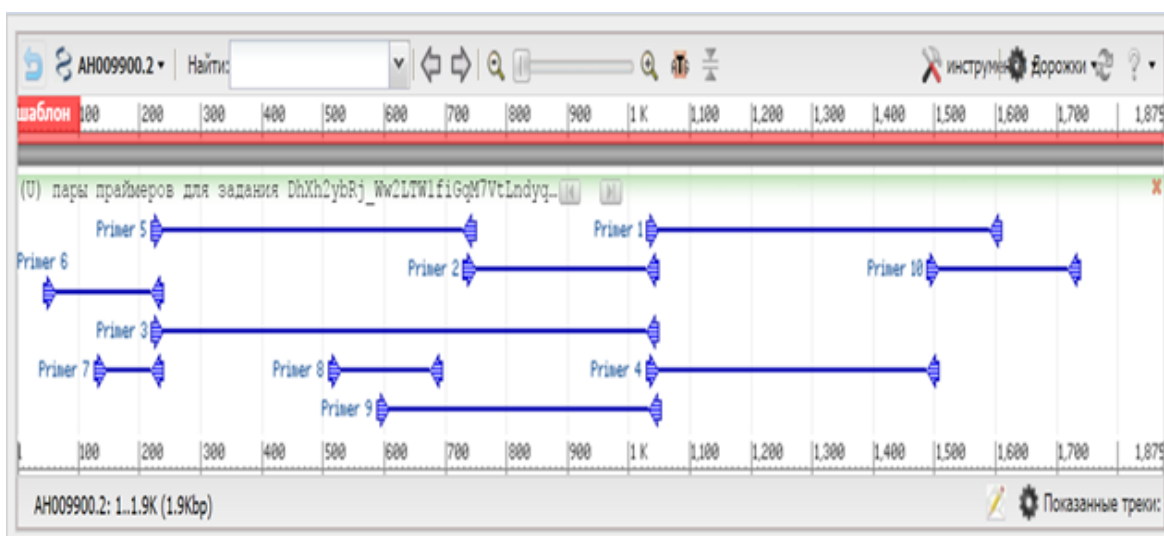 AH009900.2 Найти: инструме Дорожки ?
шаблон 100 200 300 400 500 600 700 800 900 1 K 1,100 1,200 1,300 1,400 1,500 1,600 1,700 1,875
(U) пары праймеров для задания DhXh2ybRj_Ww2LTW1fiGqM7VtLndyq…
Primer 5 Primer 1
Primer 6 Primer 2 Primer 10
Primer 3
Primer 7 Primer 8 Primer 4
Primer 9
1 100 200 300 400 500 600 700 800 900 1 K 1,100 1,200 1,300 1,400 1,500 1,600 1,700 1,875
AH009900.2: 1..1.9K (1.9Kbp) Показанные треки: